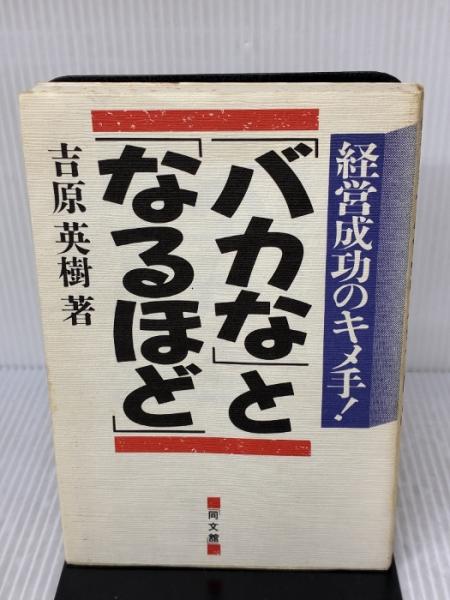 経営成功のキメ手!
「バカな」と
「なるほど」
吉原英樹著
同文舘